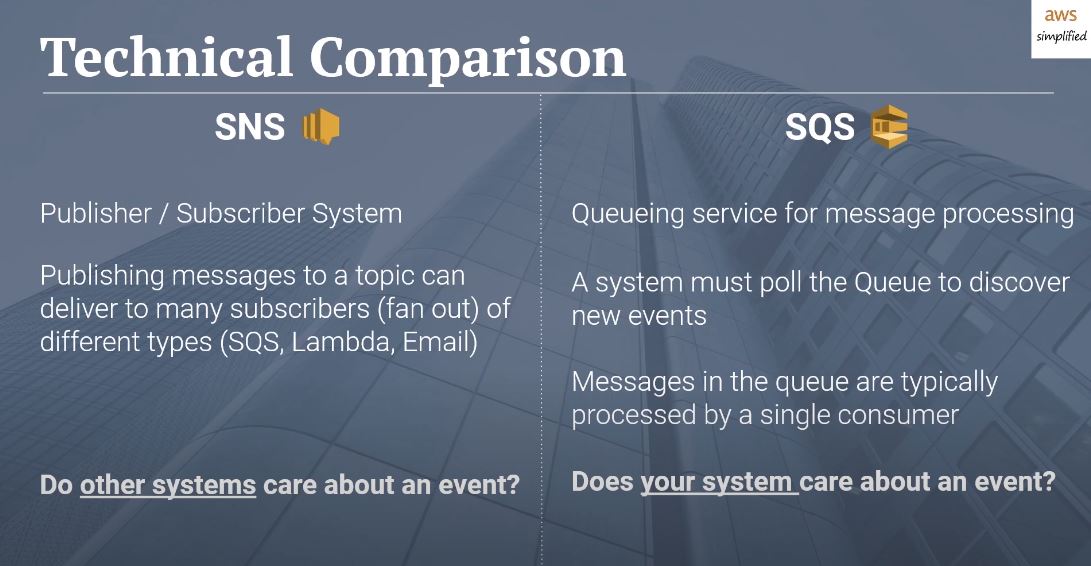 aws
simplified
Technical Comparison
SNS
Publisher / Subscriber System
Publishing messages to a topic can
deliver to many subscribers (fan out) of
different types (SQS, Lambda, Email)
Do other systems care about an event?
SQS
Queueing service for message processing
A system must poll the Queue to discover
new events
Messages in the queue are typically
processed by a single consumer
Does your system care about an event?